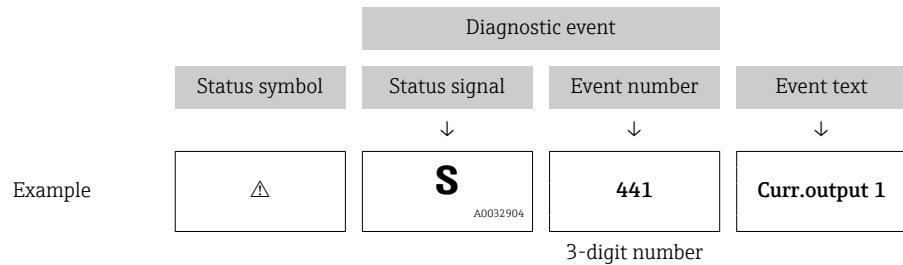 Diagnostic event
Status symbol Status signal Event number Event text
↓ ↓ ↓
Example ⚠ S 441 Curr.output 1
A0032904
3-digit number